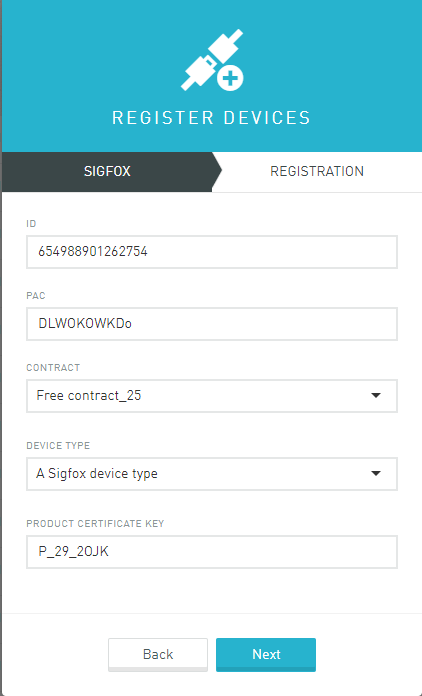 REGISTER DEVICES
SIGFOX
REGISTRATION
ID
654988901262754
PAC
DLWOKOWKDo
CONTRACT
Free contract_25
DEVICE TYPE
A Sigfox device type
PRODUCT CERTIFICATE KEY
P_29_2OJK
Back
Next